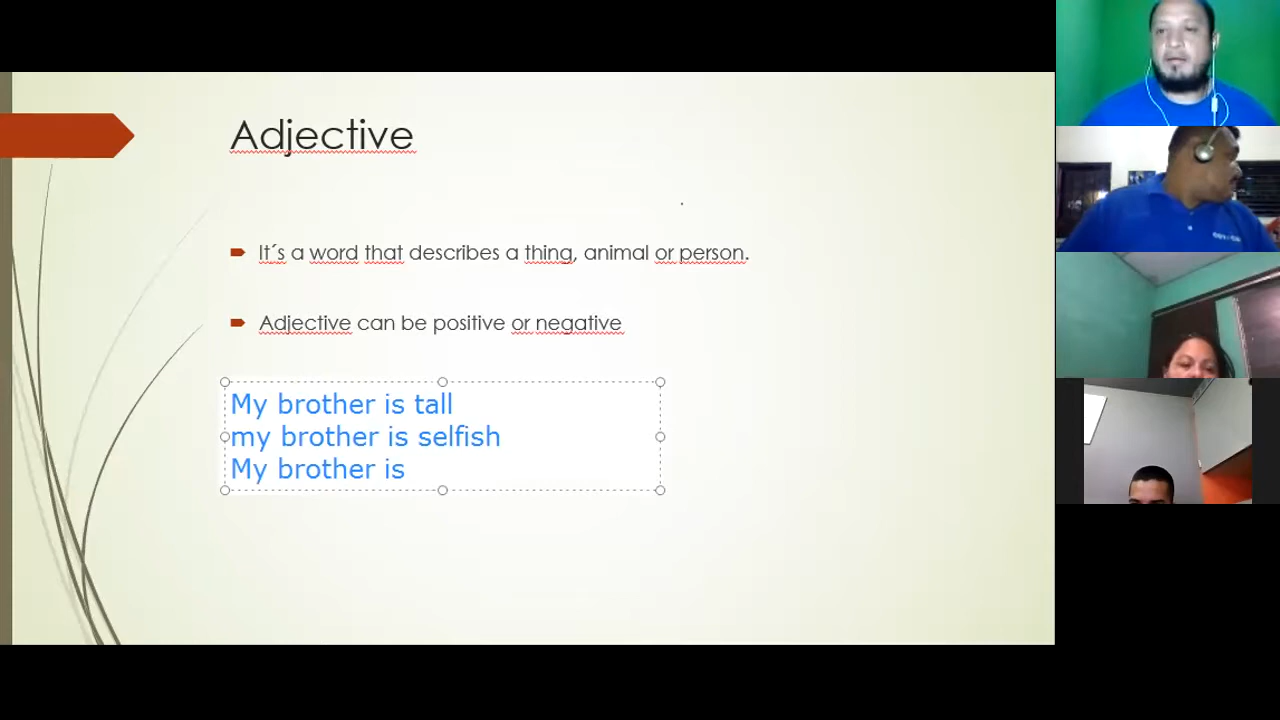 Adjective
It´s a word that describes a thing, animal or person.
Adjective can be positive or negative
My brother is tall
my brother is selfish
My brother is